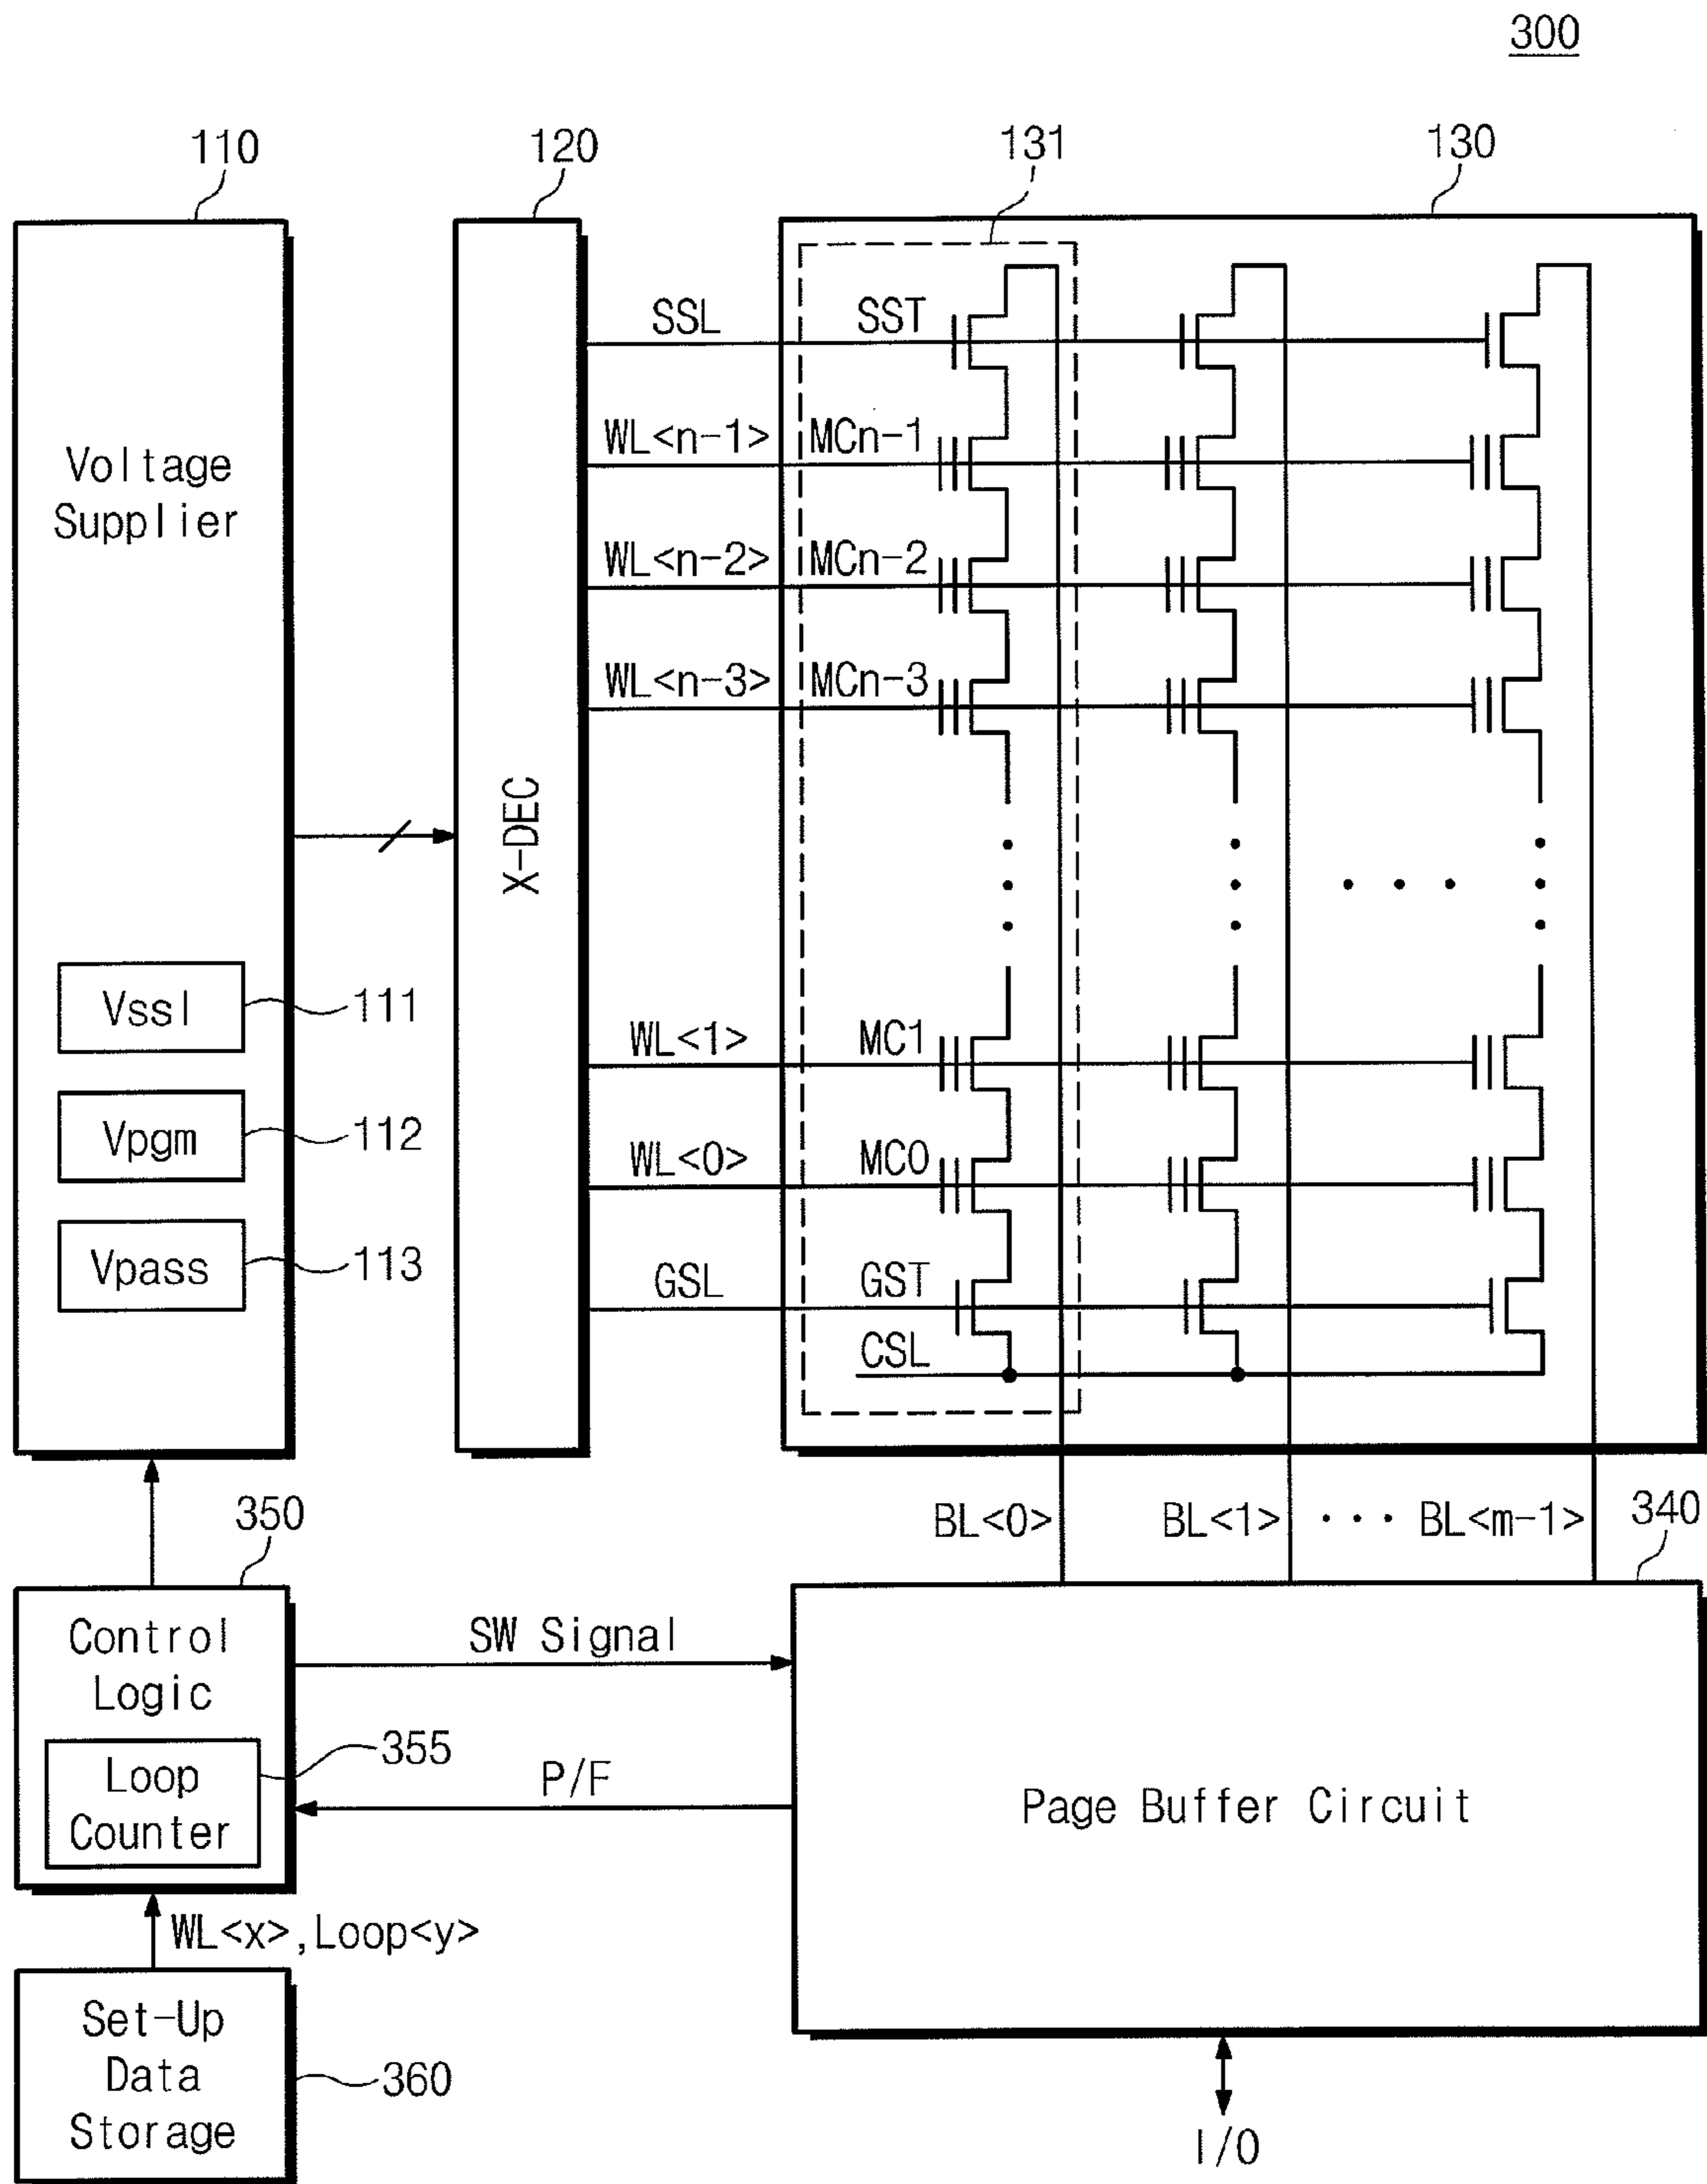 300
110
120
131
130
Voltage
Supplier
Vssl
111
Vpgm
112
Vpass
113
X-DEC
SSL
SST
WL<n-1>
MCn-1
WL<n-2>
MCn-2
WL<n-3>
MCn-3
WL<1>
MC1
WL<0>
MC0
GSL
GST
CSL
BL<0>
BL<1>
BL<m-1>
350
340
Control
Logic
355
Loop
Counter
SW Signal
P/F
Page Buffer Circuit
WL<x>,Loop<y>
Set-Up
Data
Storage
360
I/O